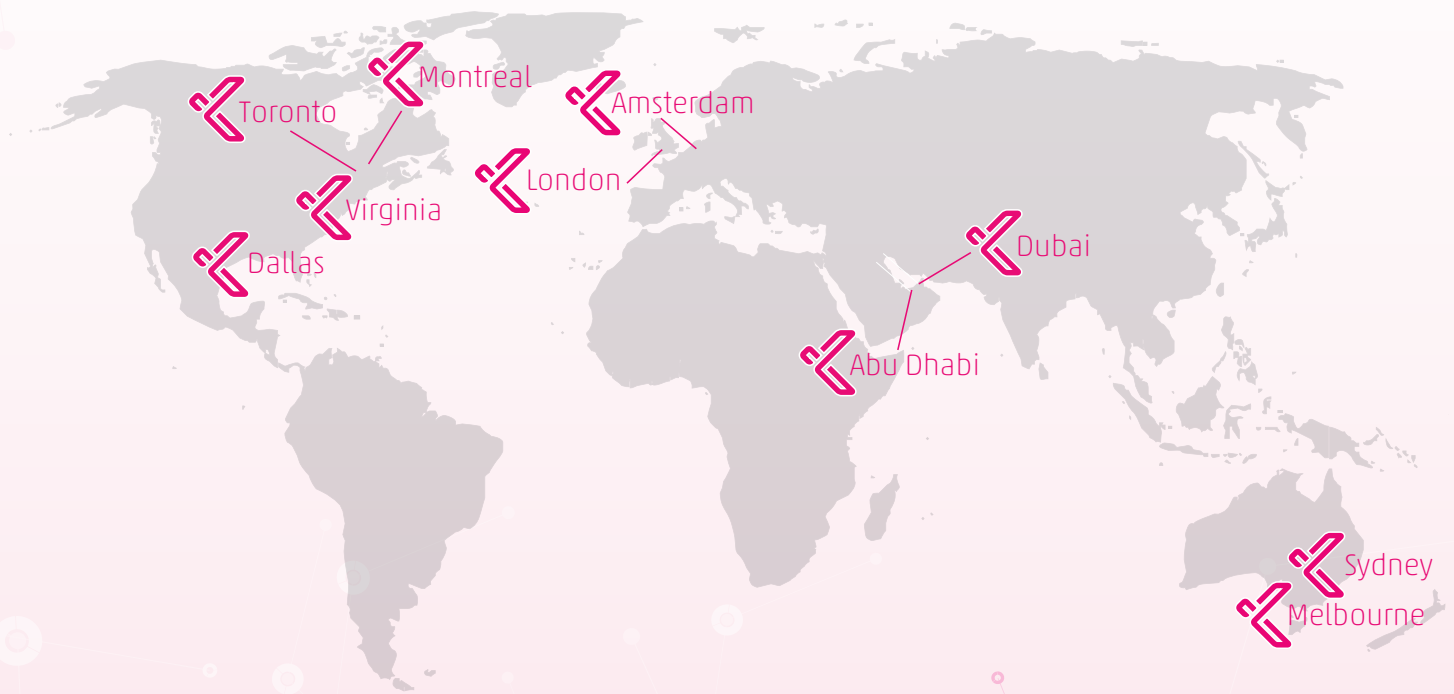 Montreal
Toronto
Amsterdam
London
Virginia
Dallas
Dubai
Abu Dhabi
Sydney
Melbourne